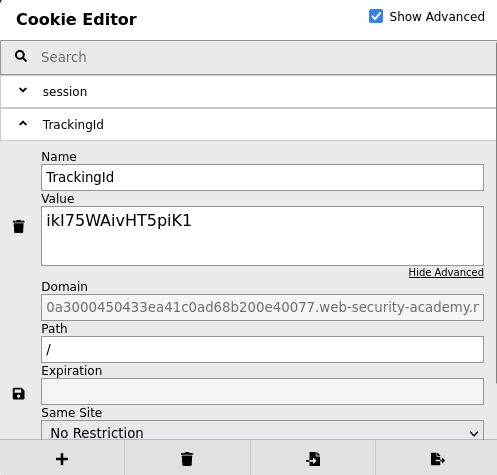 Cookie Editor
Show Advanced
Search
session
TrackingId
Name
TrackingId
Value
ikI75WAivHT5piK1
Hide Advanced
Domain
0a3000450433ea41c0ad68b200e40077.web-security-academy.r
Path
/
Expiration
Same Site
No Restriction